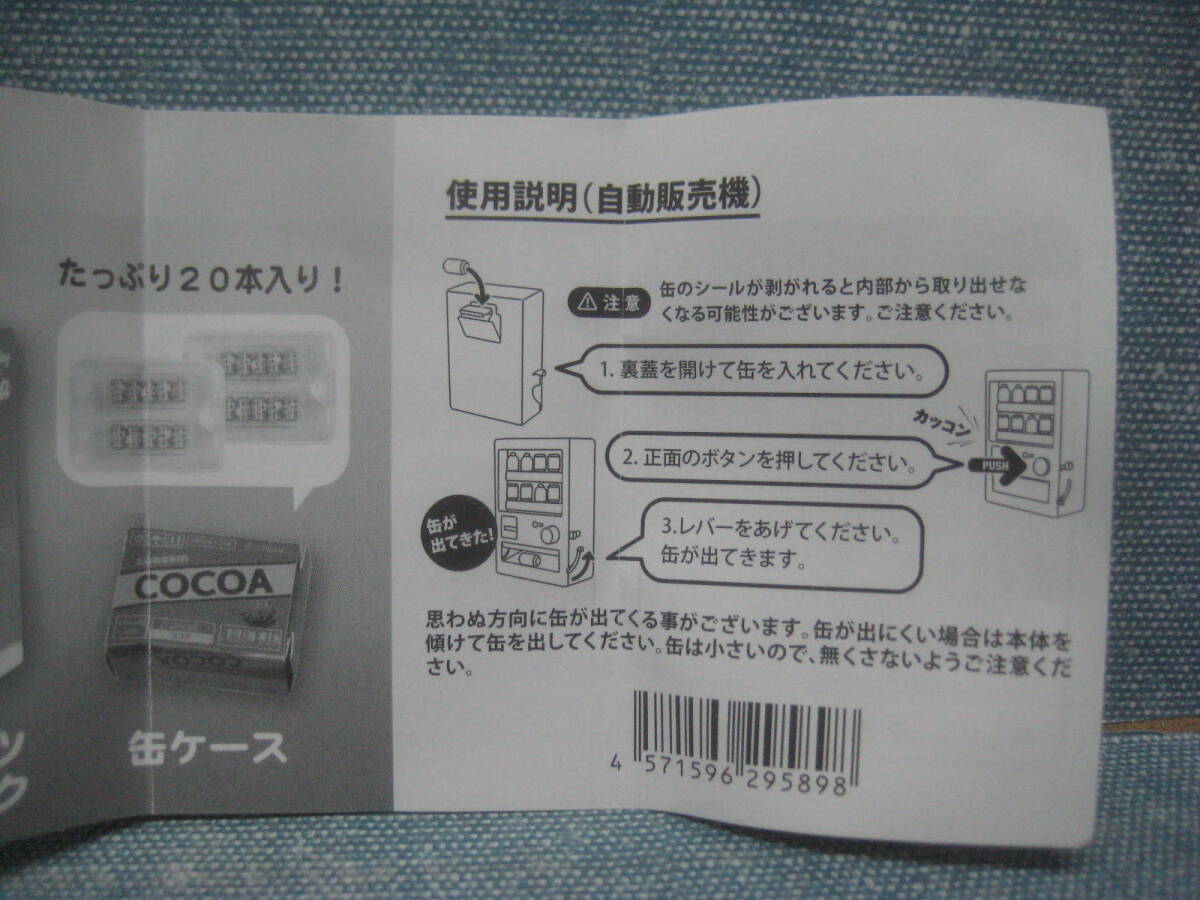 たっぷり20本入り！
COCOA
缶ケース
ツ
ク
使用説明(自動販売機)
注意
缶のシールが剥がれると内部から取り出せな
くなる可能性がございます。ご注意ください。
1. 裏蓋を開けて缶を入れてください。
カッコン
2. 正面のボタンを押してください。
PUSH
缶が
出てきた!
3.レバーをあげてください。
缶が出てきます。
思わぬ方向に缶が出てくる事がございます。缶が出にくい場合は本体を
傾けて缶を出してください。缶は小さいので、無くさないようご注意くだ
さい。
4 571596 295898